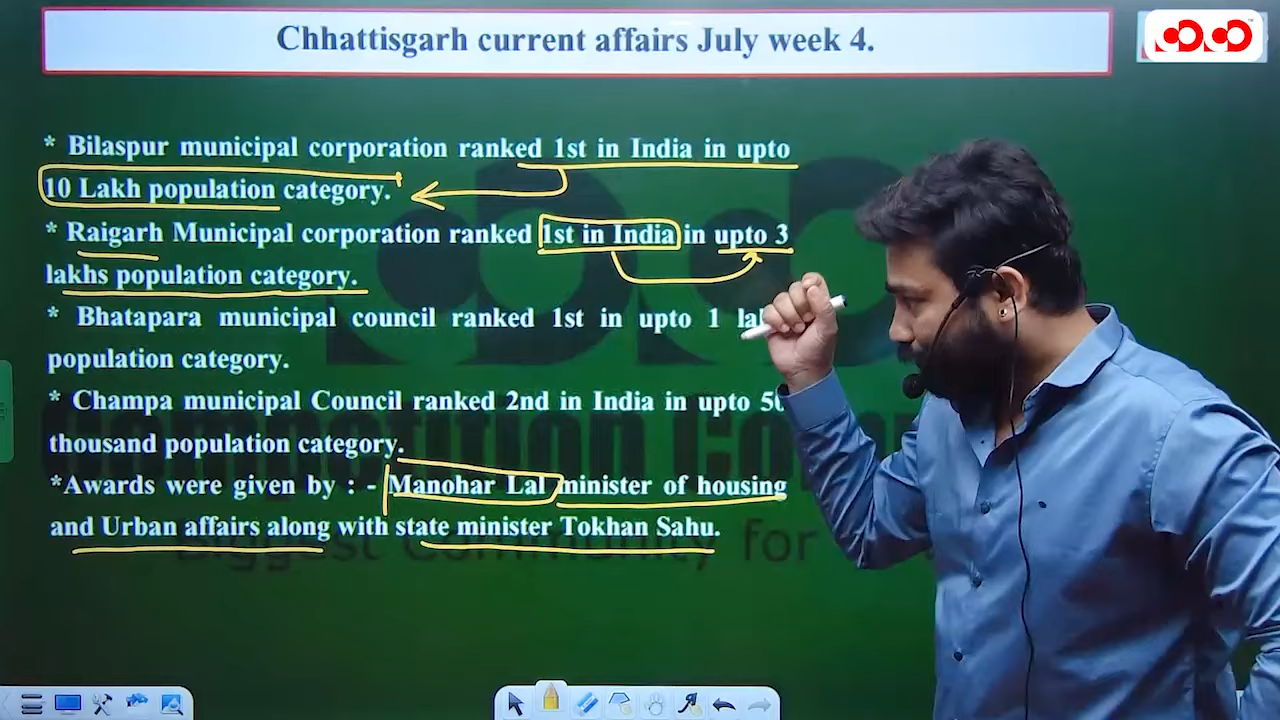 Chhattisgarh current affairs July week 4.
* Bilaspur municipal corporation ranked 1st in India in upto
10 Lakh population category.
* Raigarh Municipal corporation ranked 1st in India in upto 3
lakhs population category.
* Bhatapara municipal council ranked 1st in upto 1
population category.
* Champa municipal Council ranked 2nd in India in upto
thousand population category.
*Awards were given by : - Manohar Lal minister of housing
and Urban affairs along with state minister Tokhan Sahu.
Biggest Community for